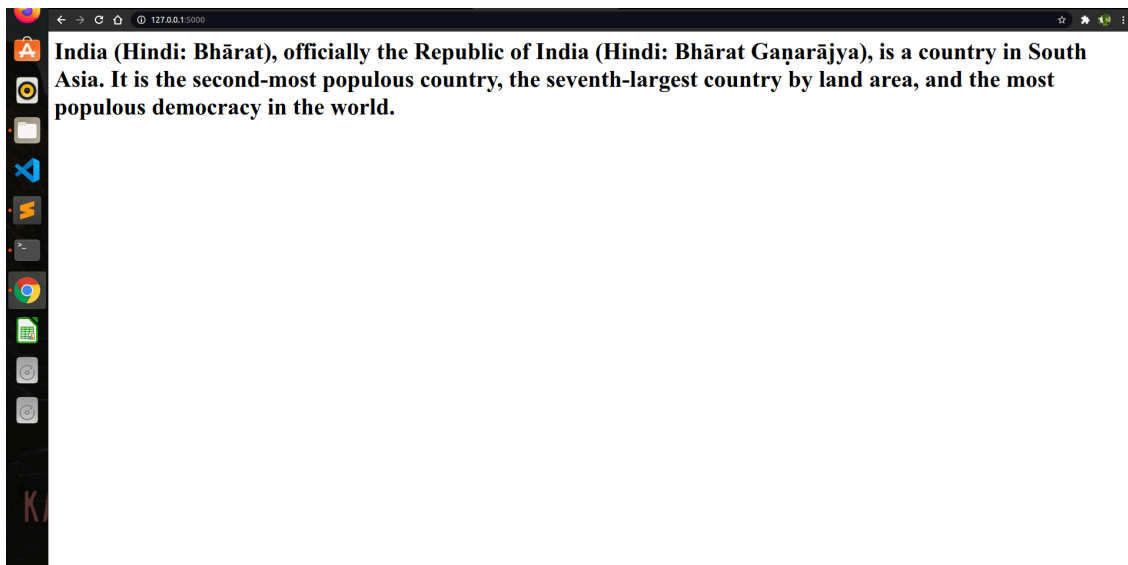 127.0.0.1:5000
India (Hindi: Bhārat), officially the Republic of India (Hindi: Bhārat Gaṇarājya), is a country in South
Asia. It is the second-most populous country, the seventh-largest country by land area, and the most
populous democracy in the world.